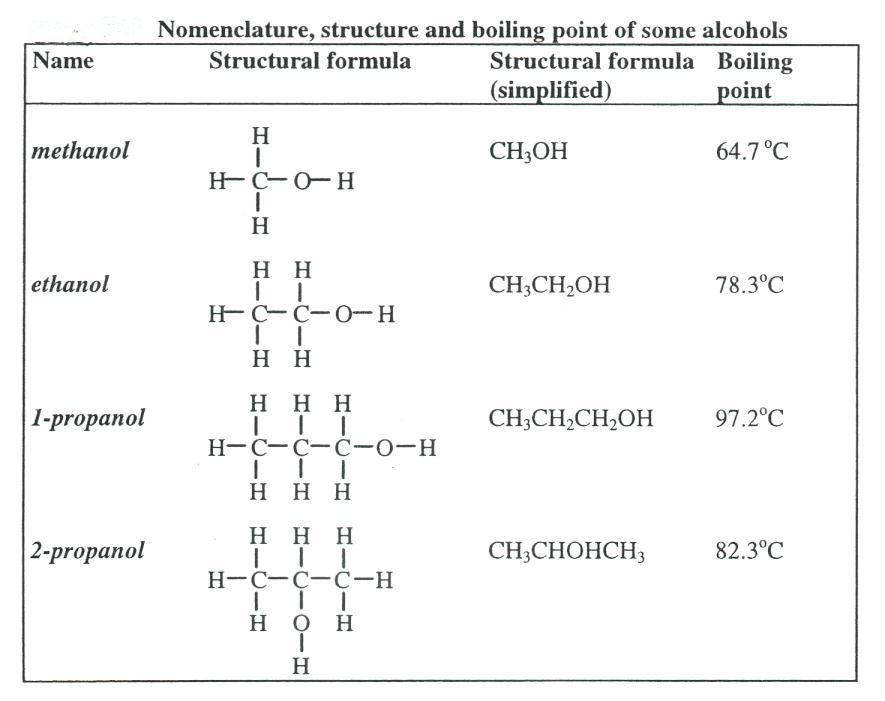 Nomenclature, structure and boiling point of some alcohols
Name Structural formula Structural formula Boiling
(simplified) point
H
methanol CH₃OH 64.7 °C
H–C–O–H
H
H H
ethanol CH₃CH₂OH 78.3°C
H–C–C–O–H
H H
H H H
1-propanol CH₃CH₂CH₂OH 97.2°C
H–C–C–C–O–H
H H H
H H H
2-propanol CH₃CHOHCH₃ 82.3°C
H–C–C–C–H
H O H
H